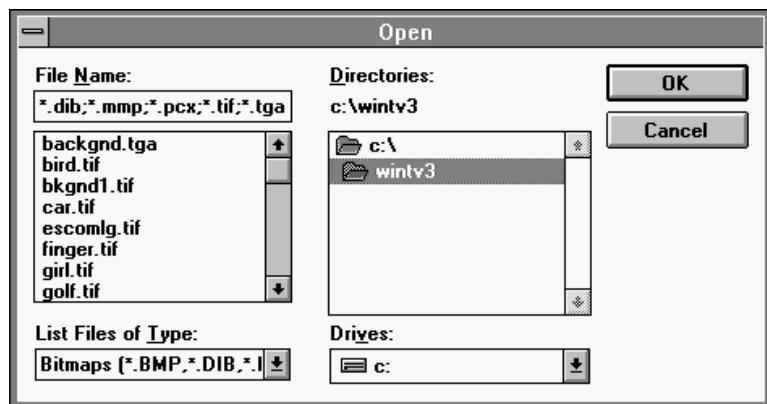 Open
File Name:
*.dib;*.mmp;*.pcx;*.tif;*.tga
backgnd.tga
bird.tif
bkgnd1.tif
car.tif
escomlg.tif
finger.tif
girl.tif
golf.tif
List Files of Type:
Bitmaps (*.BMP,*.DIB,*.I
Directories:
c:\wintv3
c:\
wintv3
Drives:
c:
OK
Cancel